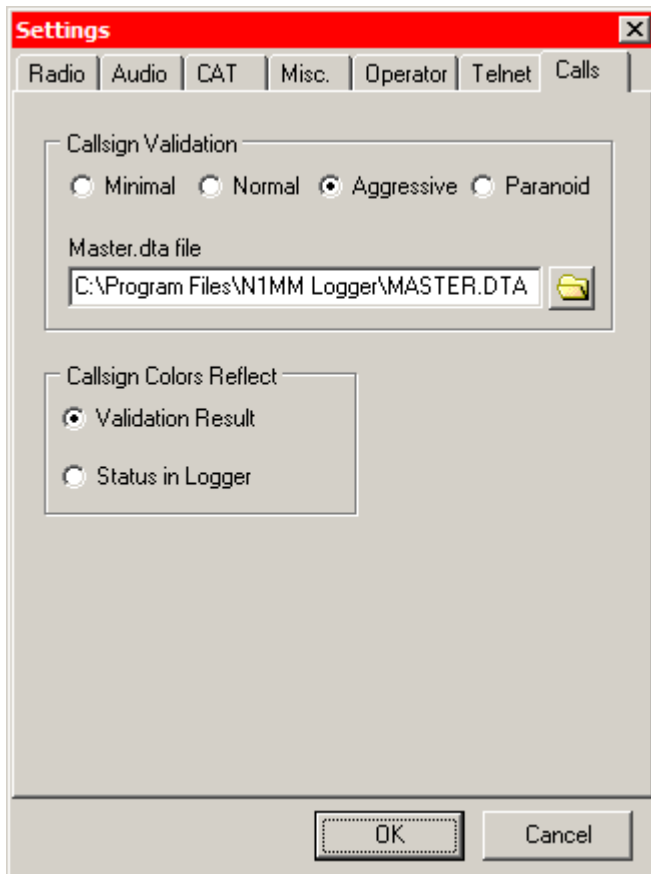 Settings
Radio Audio CAT Misc. Operator Telnet Calls
Callsign Validation
Minimal Normal Aggressive Paranoid
Master.dta file
C:\Program Files\N1MM Logger\MASTER.DTA
Callsign Colors Reflect
Validation Result
Status in Logger
OK Cancel